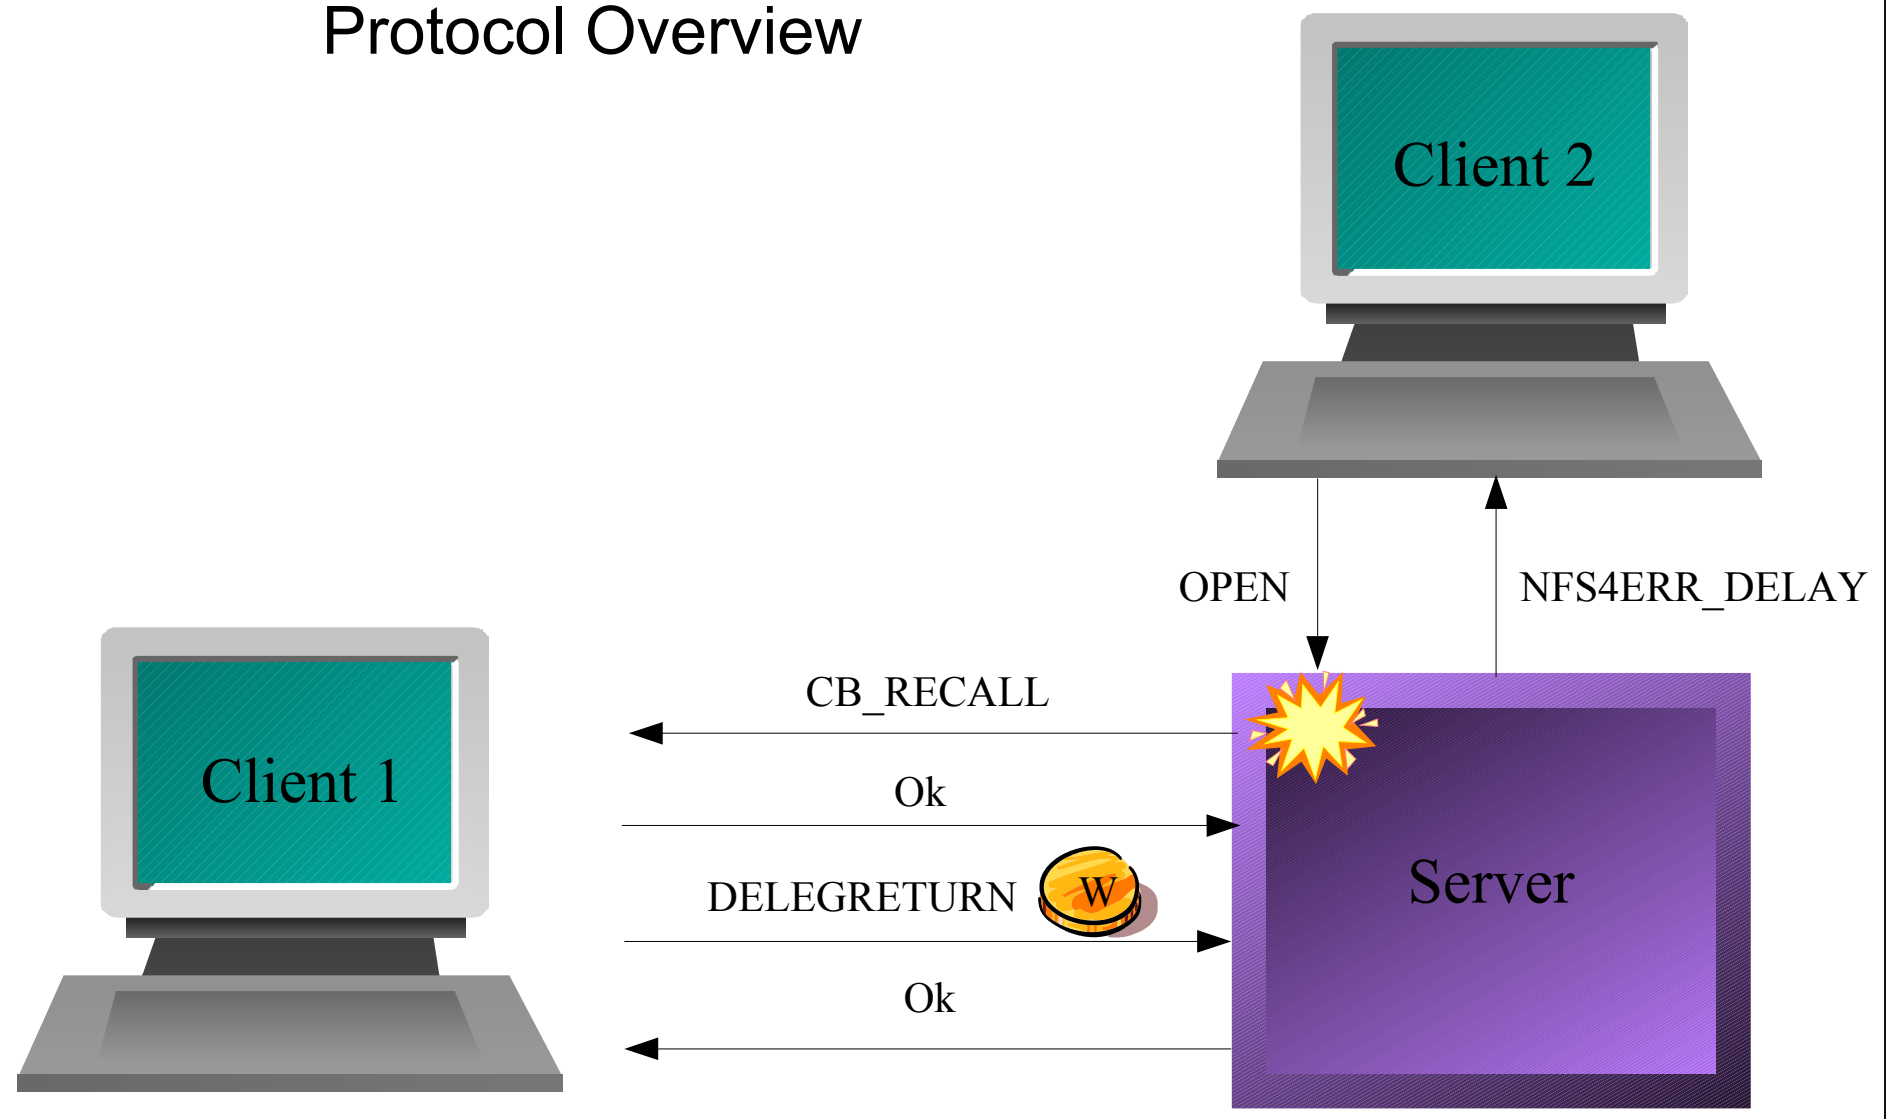 Protocol Overview
Client 2
OPEN
NFS4ERR_DELAY
CB_RECALL
Client 1
Ok
DELEGRETURN
W
Server
Ok